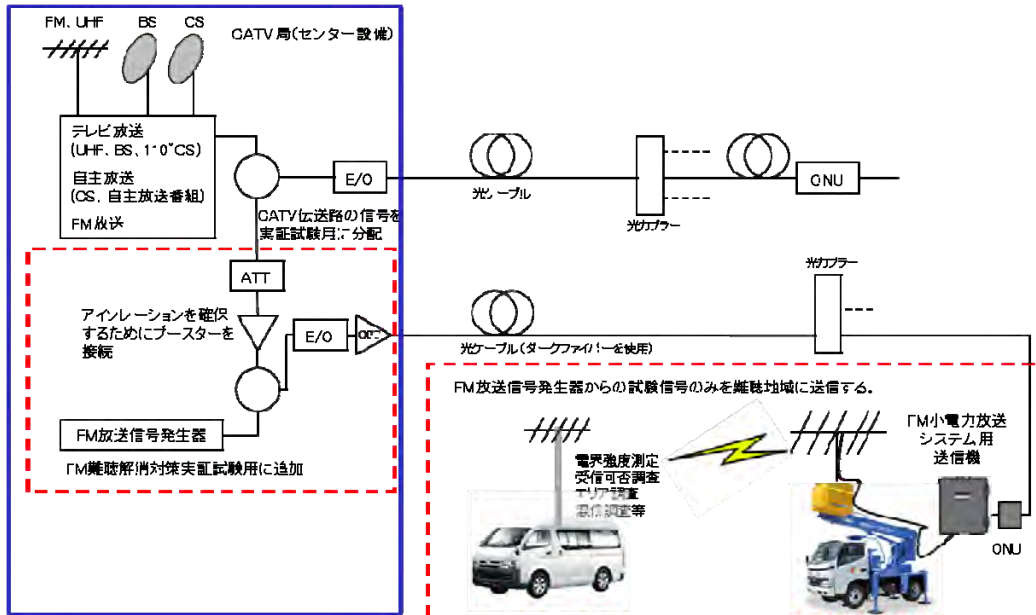 FM、UHF
BS
CS
CATV局(センター設備)
テレビ放送
(UHF、BS、110°CS)
自主放送
(CS、自主放送番組)
FM放送
E/O
光ケーブル
光カプラー
ONU
CATV伝送路の信号を
実証試験用に分配
ATT
アイソレーションを確保
するためにブースターを
接続
E/O
光ケーブル(ダークファイバーを使用)
光カプラー
FM放送信号発生器
FM難聴解消対策実証試験用に追加
FM放送信号発生器からの試験信号のみを難聴地域に送信する。
電界強度測定
受信可否調査
エリア調査
混信調査等
FM小電力放送
システム用
送信機
ONU